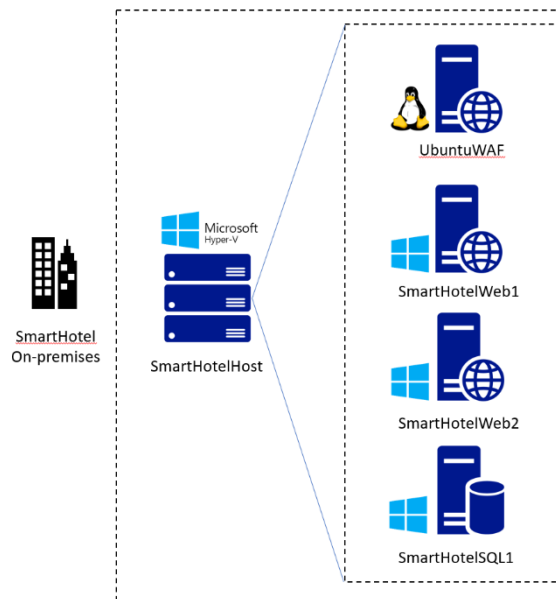 UbuntuWAF
Microsoft
Hyper-V
SmartHotelWeb1
SmartHotel
On-premises
SmartHotelHost
SmartHotelWeb2
SmartHotelSQL1